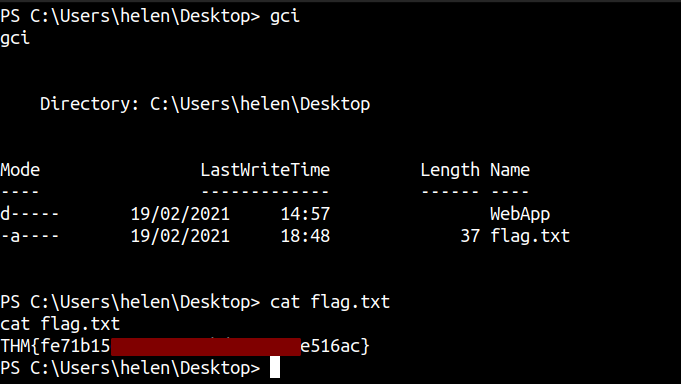 PS C:\Users\helen\Desktop> gci
gci
Directory: C:\Users\helen\Desktop
Mode LastWriteTime Length Name
---- ------------- ------ ----
d----- 19/02/2021 14:57 WebApp
-a---- 19/02/2021 18:48 37 flag.txt
PS C:\Users\helen\Desktop> cat flag.txt
cat flag.txt
THM{fe71b15 e516ac}
PS C:\Users\helen\Desktop>